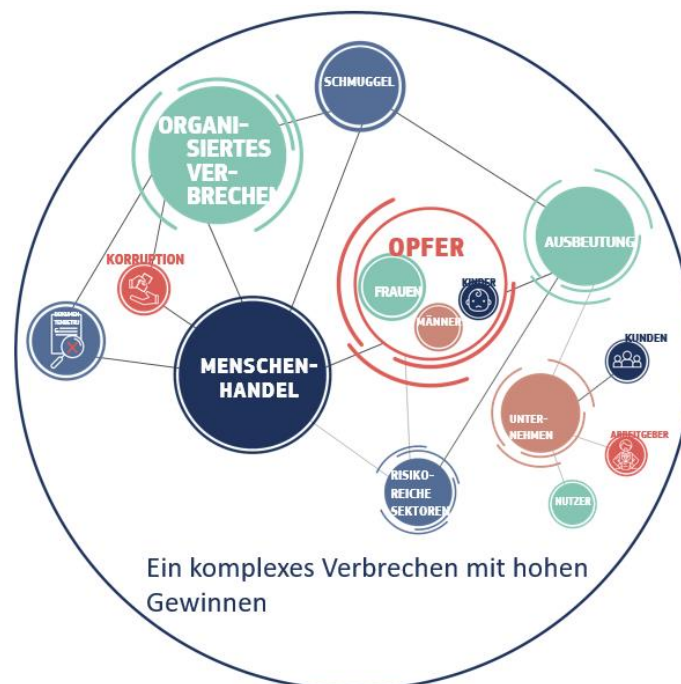 SCHMUGGEL
ORGANI-
SIERTES
VER-
BRECHEN
KORRUPTION
OPFER
FRAUEN
MÄNNER
KINDER
AUSBEUTUNG
MENSCHEN-
HANDEL
KUNDEN
UNTER-
NEHMEN
ARBEITGEBER
NUTZER
RISIKO-
REICHE
SEKTOREN
Ein komplexes Verbrechen mit hohen
Gewinnen